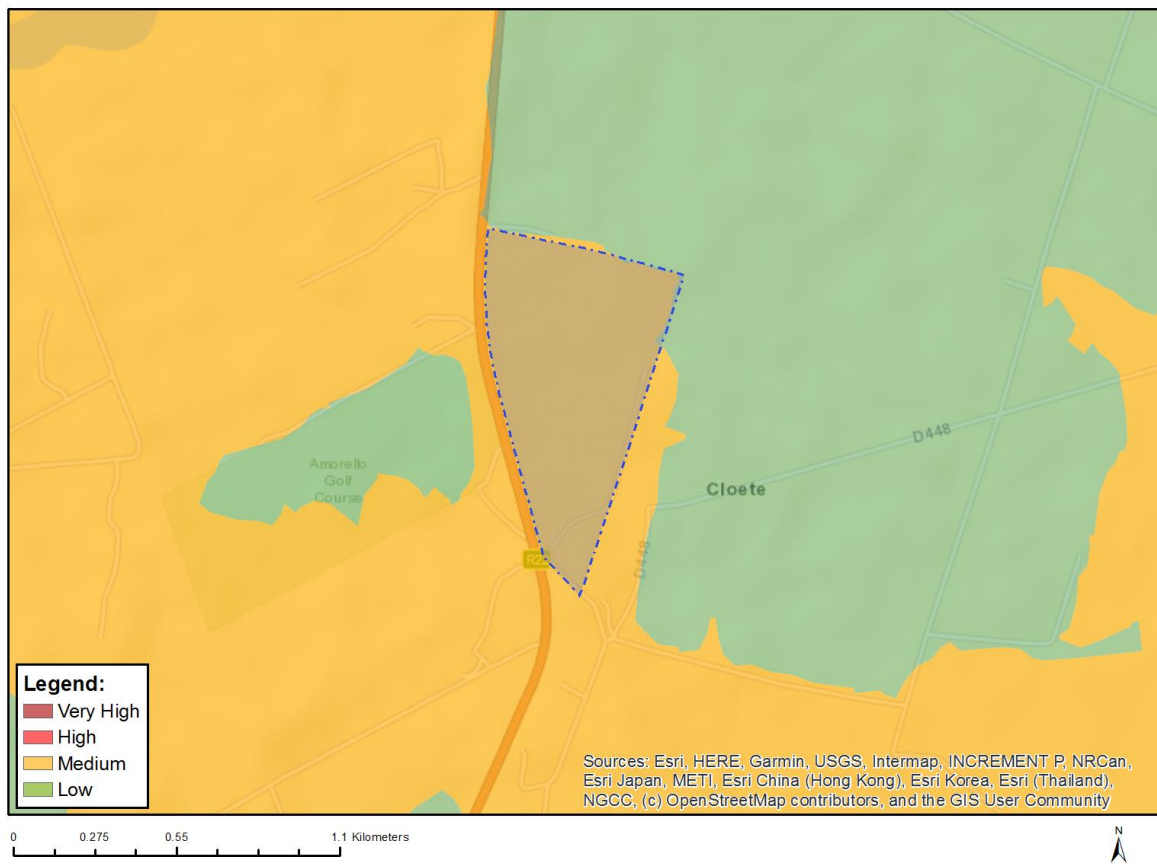 Amorello
Golf
Course
D448
Cloete
D448
Legend:
Very High
High
Medium
Low
Sources: Esri, HERE, Garmin, USGS, Intermap, INCREMENT P, NRCan,
Esri Japan, METI, Esri China (Hong Kong), Esri Korea, Esri (Thailand),
NGCC, (c) OpenStreetMap contributors, and the GIS User Community
0 0.275 0.55 1.1 Kilometers
N